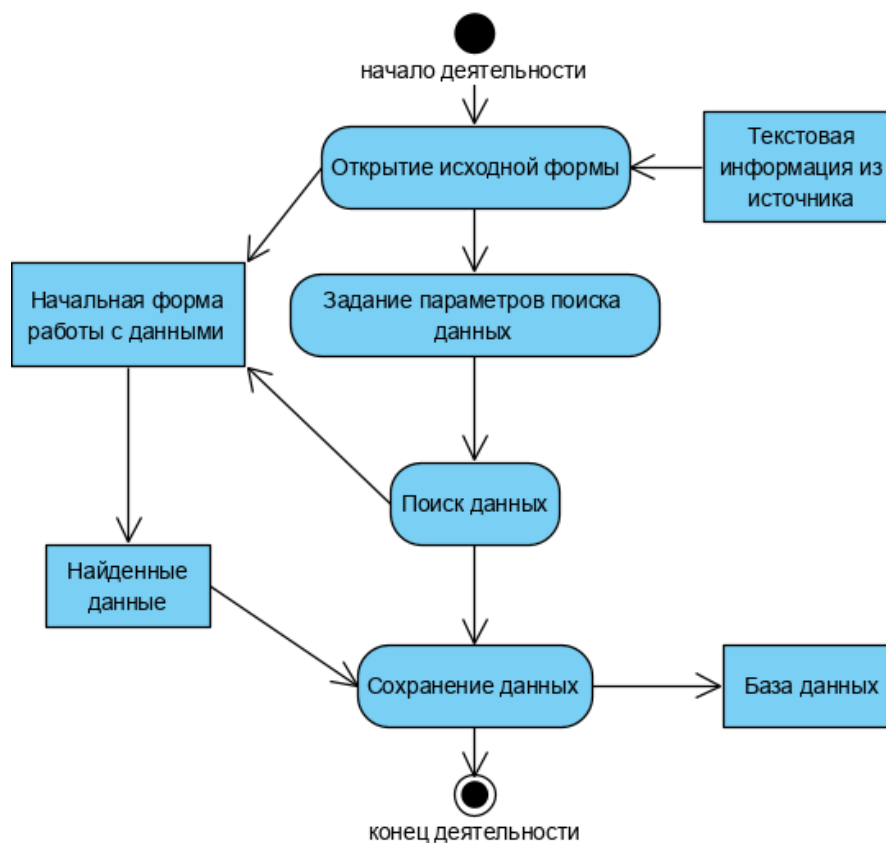 начало деятельности
Открытие исходной формы
Текстовая
информация из
источника
Начальная форма
работы с данными
Задание параметров поиска
данных
Поиск данных
Найденные
данные
Сохранение данных
База данных
конец деятельности